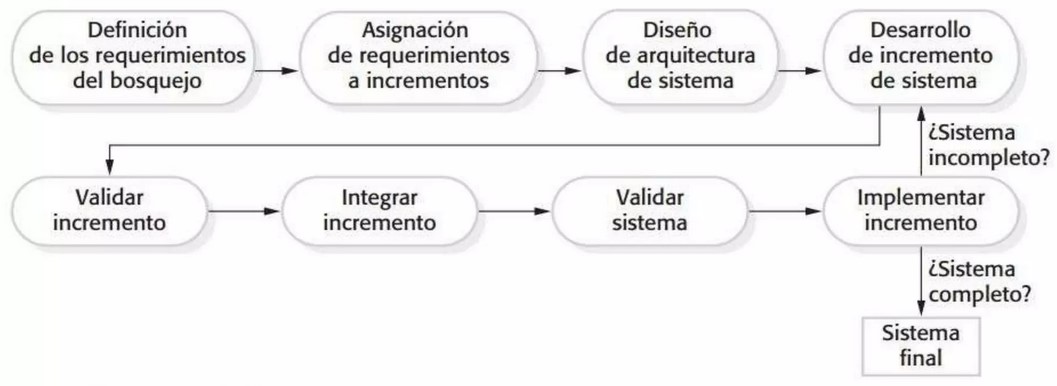 Definición
de los requerimientos
del bosquejo
Asignación
de requerimientos
a incrementos
Diseño
de arquitectura
de sistema
Desarrollo
de incremento
de sistema
¿Sistema
incompleto?
Validar
incremento
Integrar
incremento
Validar
sistema
Implementar
incremento
¿Sistema
completo?
Sistema
final